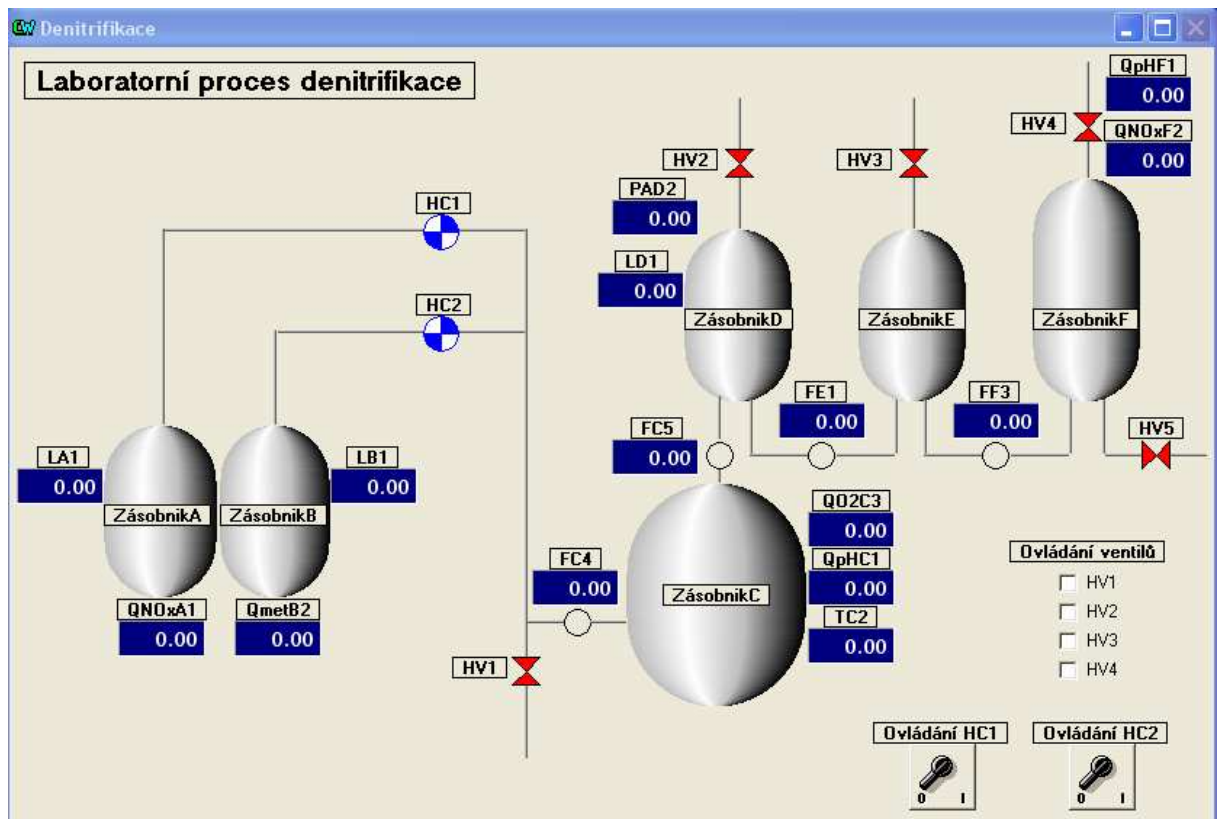 Denitrifikace
Laboratorní proces denitrifikace
QpHF1
0.00
HV4
QNOxF2
0.00
HV2
HV3
PAD2
0.00
HC1
LD1
0.00
HC2
ZásobnikD
ZásobnikE
ZásobnikF
FE1
0.00
FF3
0.00
FC5
0.00
HV5
LA1
0.00
LB1
0.00
ZásobnikA
ZásobnikB
QO2C3
0.00
FC4
0.00
QpHC1
0.00
ZásobnikC
QNOxA1
0.00
QmetB2
0.00
TC2
0.00
HV1
Ovládání ventilů
HV1
HV2
HV3
HV4
Ovládání HC1
0 I
Ovládání HC2
0 I